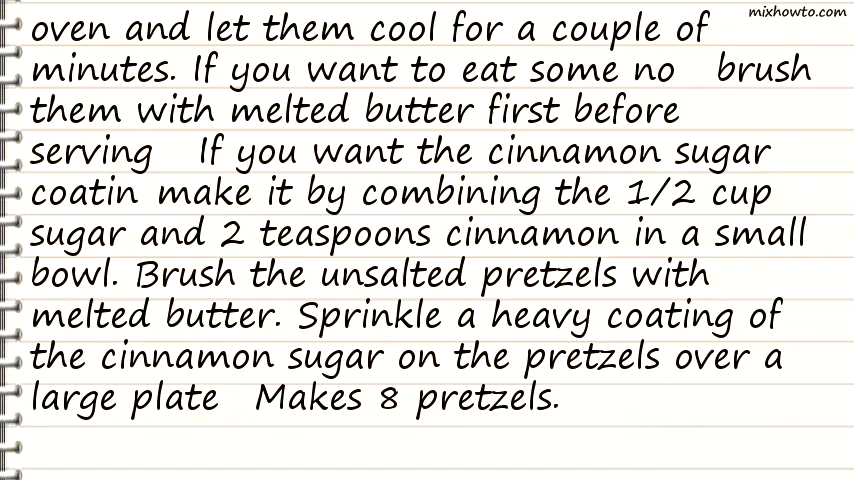 mixhowto.com
oven and let them cool for a couple of
minutes. If you want to eat some no brush
them with melted butter first before
serving If you want the cinnamon sugar
coatin make it by combining the 1/2 cup
sugar and 2 teaspoons cinnamon in a small
bowl. Brush the unsalted pretzels with
melted butter. Sprinkle a heavy coating of
the cinnamon sugar on the pretzels over a
large plate Makes 8 pretzels.